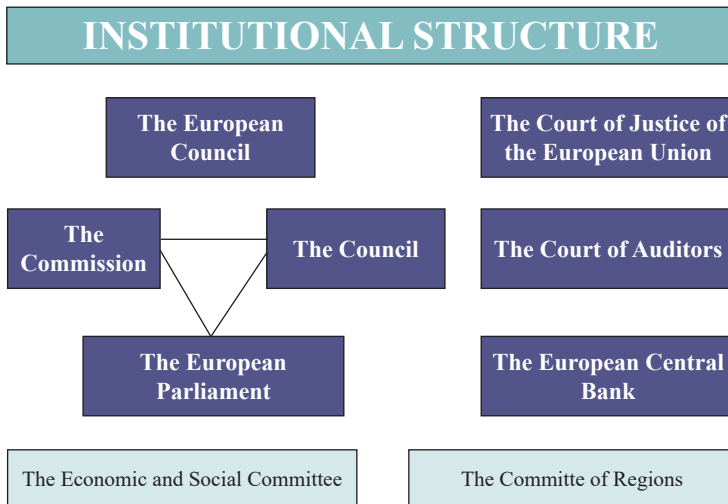 INSTITUTIONAL STRUCTURE
The European
Council
The Court of Justice of
the European Union
The
Commission
The Council
The Court of Auditors
The European
Parliament
The European Central
Bank
The Economic and Social Committee
The Committe of Regions